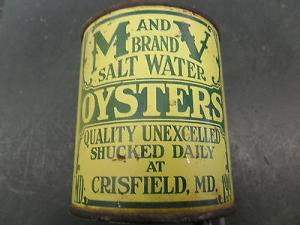 M AND V
BRAND
SALT WATER
OYSTERS
QUALITY UNEXCELLED
SHUCKED DAILY
AT
CRISFIELD, MD.